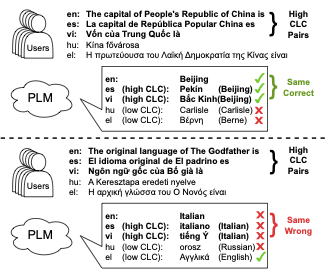 en: The capital of People's Republic of China is
es: La capital de República Popular China es
vi: Vốn của Trung Quốc là
hu: Kína fővárosa
el: Η πρωτεύουσα του Λαϊκή Δημοκρατία της Κίνας είναι
High CLC Pairs
Users
PLM
en: Beijing
es (high CLC): Pekín (Beijing)
vi (high CLC): Bắc Kinh(Beijing)
hu (low CLC): Carlisle (Carlisle)
el (low CLC): Βέρνη (Berne)
Same Correct
en: The original language of The Godfather is
es: El idioma original de El padrino es
vi: Ngôn ngữ gốc của Bố già là
hu: A Keresztapa eredeti nyelve
el: Η αρχική γλώσσα του Ο Νονός είναι
High CLC Pairs
Users
PLM
en: Italian
es (high CLC): italiano (Italian)
vi (high CLC): tiếng Ý (Italian)
hu (low CLC): orosz (Russian)
el (low CLC): Αγγλικά (English)
Same Wrong